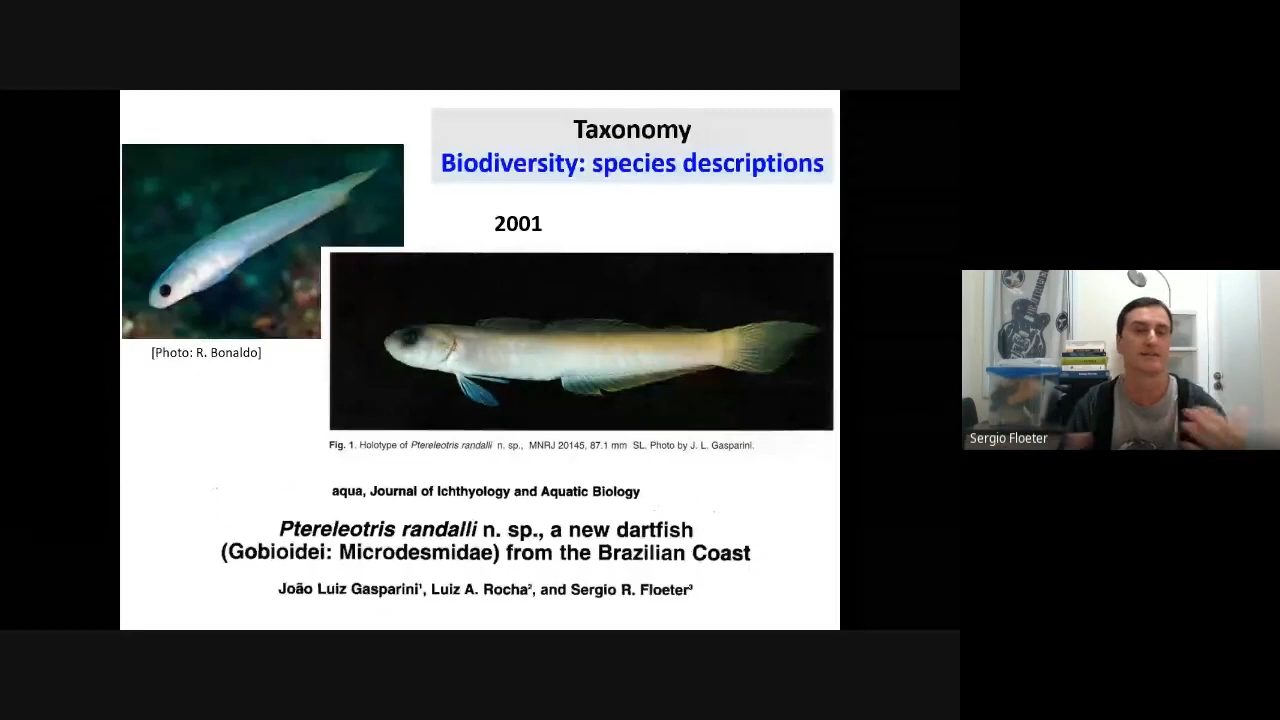 Taxonomy
Biodiversity: species descriptions
2001
[Photo: R. Bonaldo]
Fig. 1. Holotype of Ptereleotris randalli n. sp., MNRJ 20145, 87.1 mm SL. Photo by J. L. Gasparini.
aqua, Journal of Ichthyology and Aquatic Biology
Ptereleotris randalli n. sp., a new dartfish
(Gobioidei: Microdesmidae) from the Brazilian Coast
João Luiz Gasparini¹, Luiz A. Rocha², and Sergio R. Floeter³
Sergio Floeter